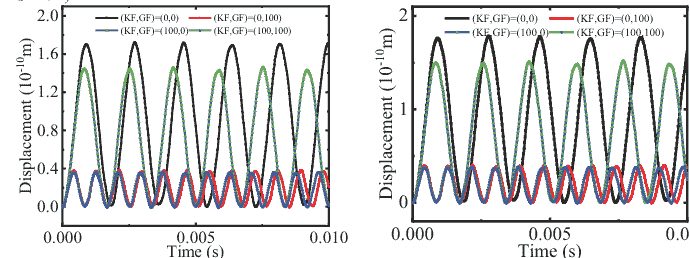 2.0
(KF,GF)=(0,0) (0,100)
(KF,GF)=(100,0) (KF,GF)=(100,100)
1.6
1.2
0.8
0.4
0.0
Displacement (10-10m)
0.000 0.005 0.010
Time (s)
2
(KF,GF)=(0,0) (KF,GF)=(0,100)
(KF,GF)=(100,0) (KF,GF)=(100,100)
1
0
Displacement (10-10m)
0.000 0.005 0.0
Time (s)